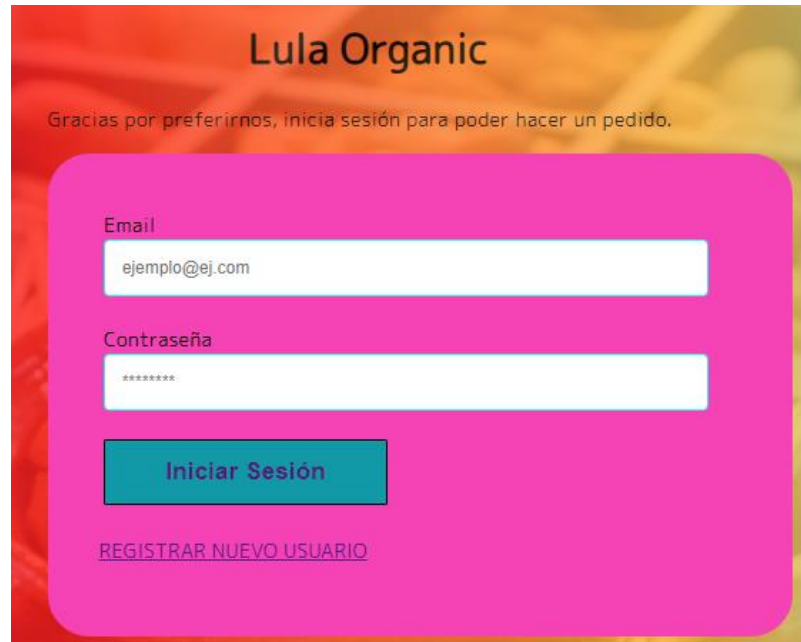 Lula Organic
Gracias por preferirnos, inicia sesión para poder hacer un pedido.
Email
ejemplo@ej.com
Contraseña
********
Iniciar Sesión
REGISTRAR NUEVO USUARIO